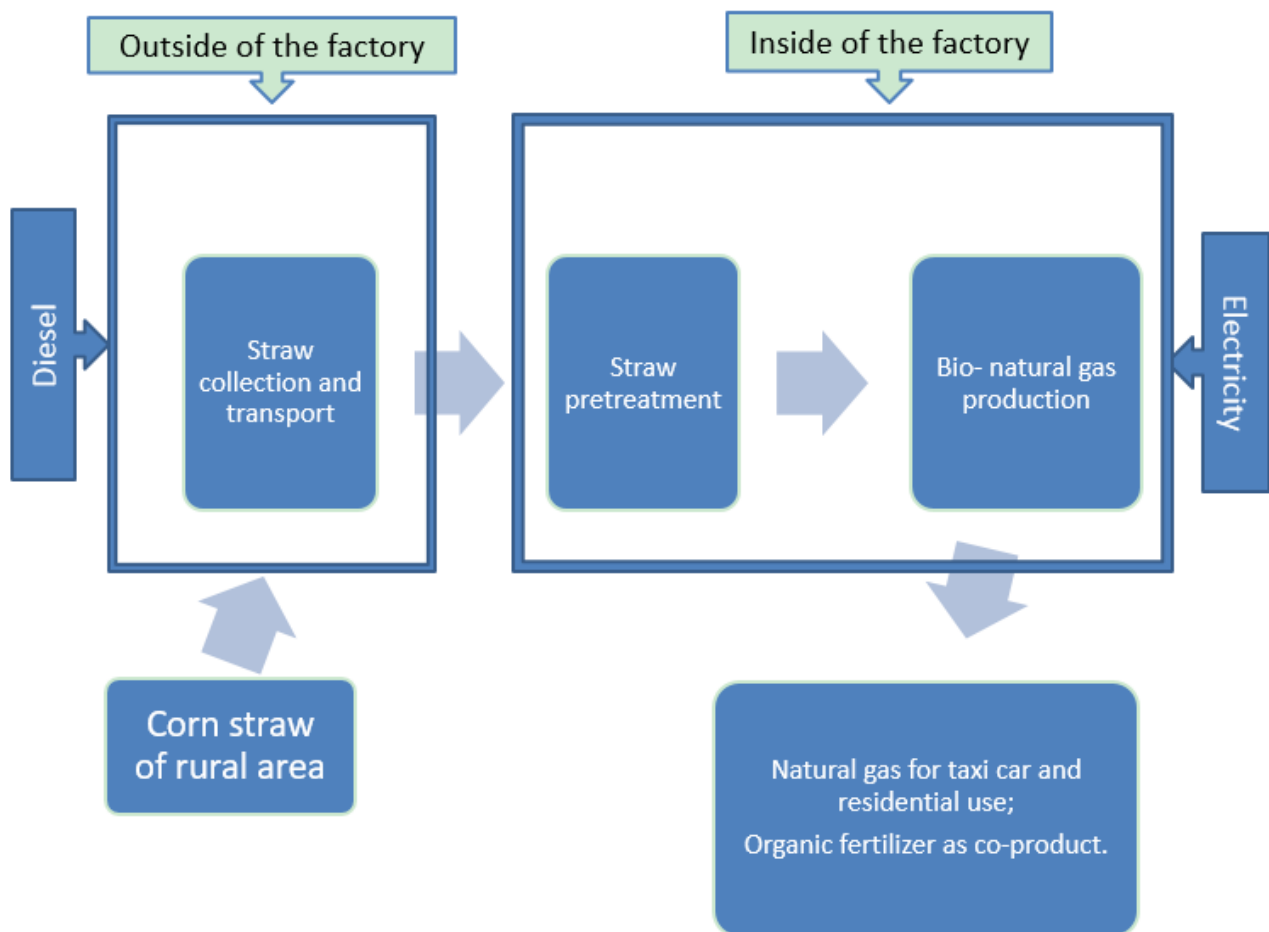 Outside of the factory
Inside of the factory
Diesel
Straw
collection and
transport
Straw
pretreatment
Bio- natural gas
production
Electricity
Corn straw
of rural area
Natural gas for taxi car and
residential use;
Organic fertilizer as co-product.